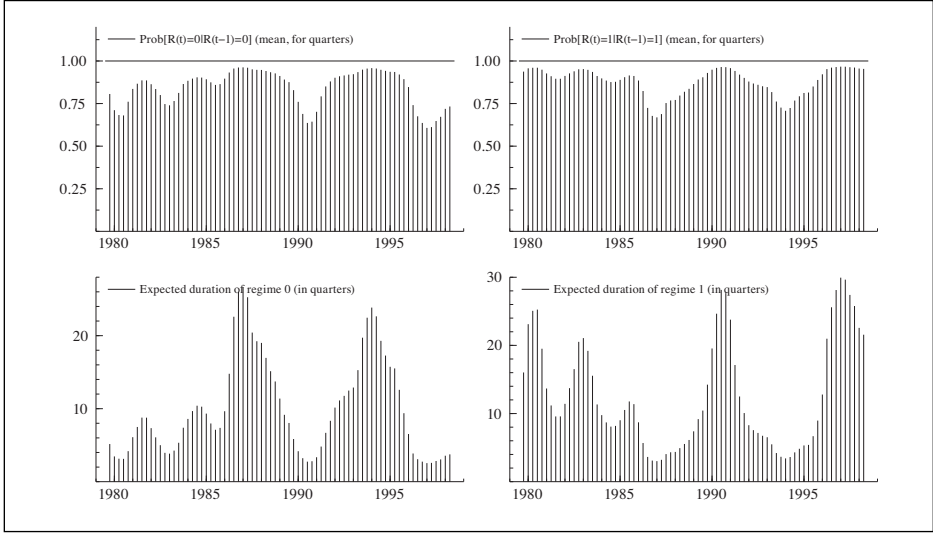 Prob[R(t)=0|R(t−1)=0] (mean, for quarters)
1.00
0.75
0.50
0.25
1980 1985 1990 1995
Prob[R(t)=1|R(t−1)=1] (mean, for quarters)
1.00
0.75
0.50
0.25
1980 1985 1990 1995
Expected duration of regime 0 (in quarters)
20
10
1980 1985 1990 1995
30
Expected duration of regime 1 (in quarters)
20
10
1980 1985 1990 1995